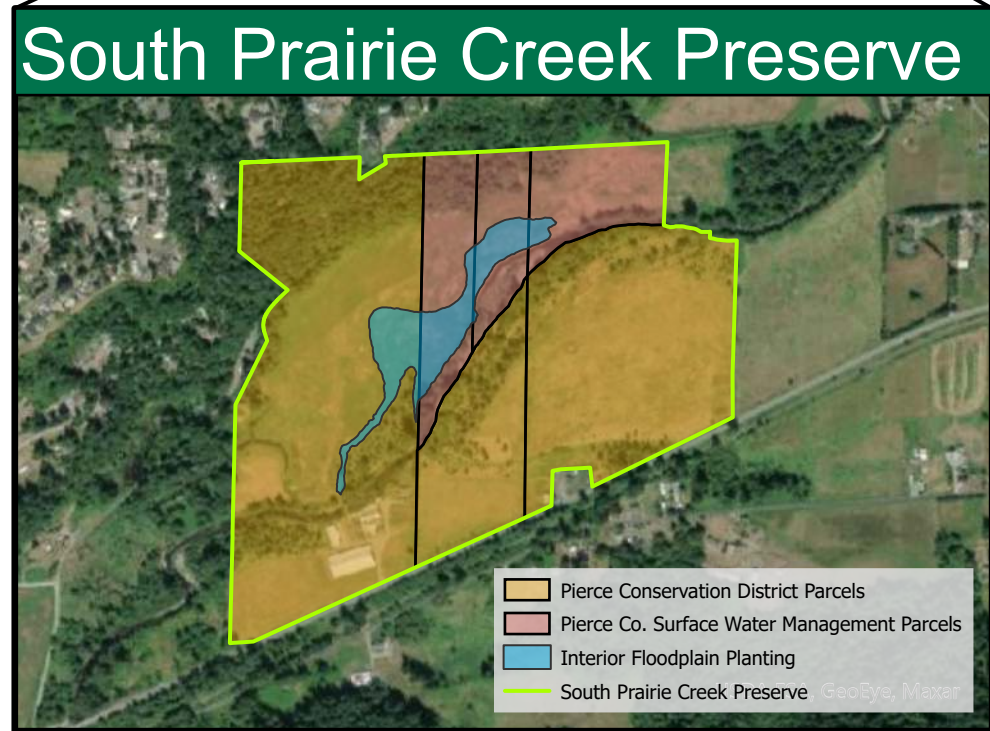 South Prairie Creek Preserve
Pierce Conservation District Parcels
Pierce Co. Surface Water Management Parcels
Interior Floodplain Planting
South Prairie Creek Preserve
, GeoEye, Maxar